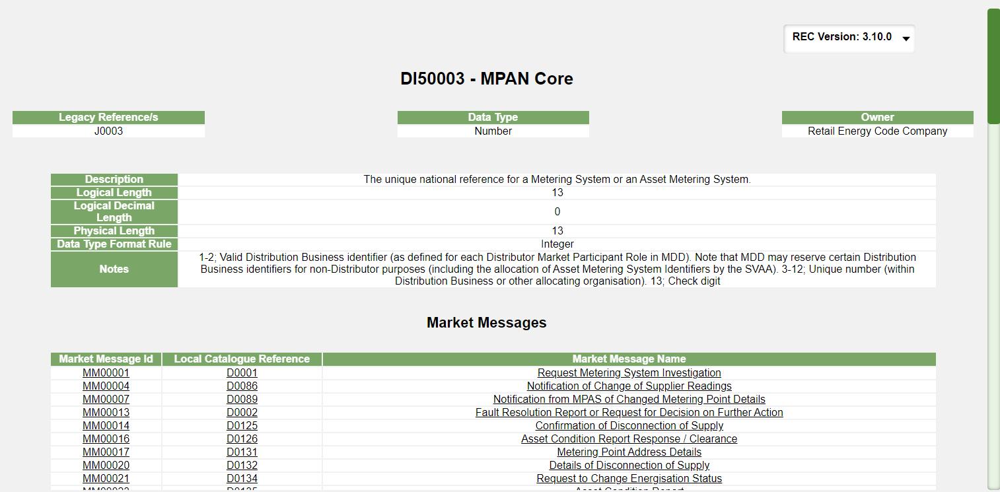 REC Version: 3.10.0
DI50003 - MPAN Core
Legacy Reference/s Data Type Owner
J0003 Number Retail Energy Code Company
Description The unique national reference for a Metering System or an Asset Metering System.
Logical Length 13
Logical Decimal
Length 0
Physical Length 13
Data Type Format Rule Integer
1-2; Valid Distribution Business identifier (as defined for each Distributor Market Participant Role in MDD). Note that MDD may reserve certain Distribution
Notes Business identifiers for non-Distributor purposes (including the allocation of Asset Metering System Identifiers by the SVAA). 3-12; Unique number (within
Distribution Business or other allocating organisation). 13; Check digit
Market Messages
Market Message Id Local Catalogue Reference Market Message Name
MM00001 D0001 Request Metering System Investigation
MM00004 D0086 Notification of Change of Supplier Readings
MM00007 D0089 Notification from MPAS of Changed Metering Point Details
MM00013 D0002 Fault Resolution Report or Request for Decision on Further Action
MM00014 D0125 Confirmation of Disconnection of Supply
MM00016 D0126 Asset Condition Report Response / Clearance
MM00017 D0131 Metering Point Address Details
MM00020 D0132 Details of Disconnection of Supply
MM00021 D0134 Request to Change Energisation Status
D0135 Asset Condition Report